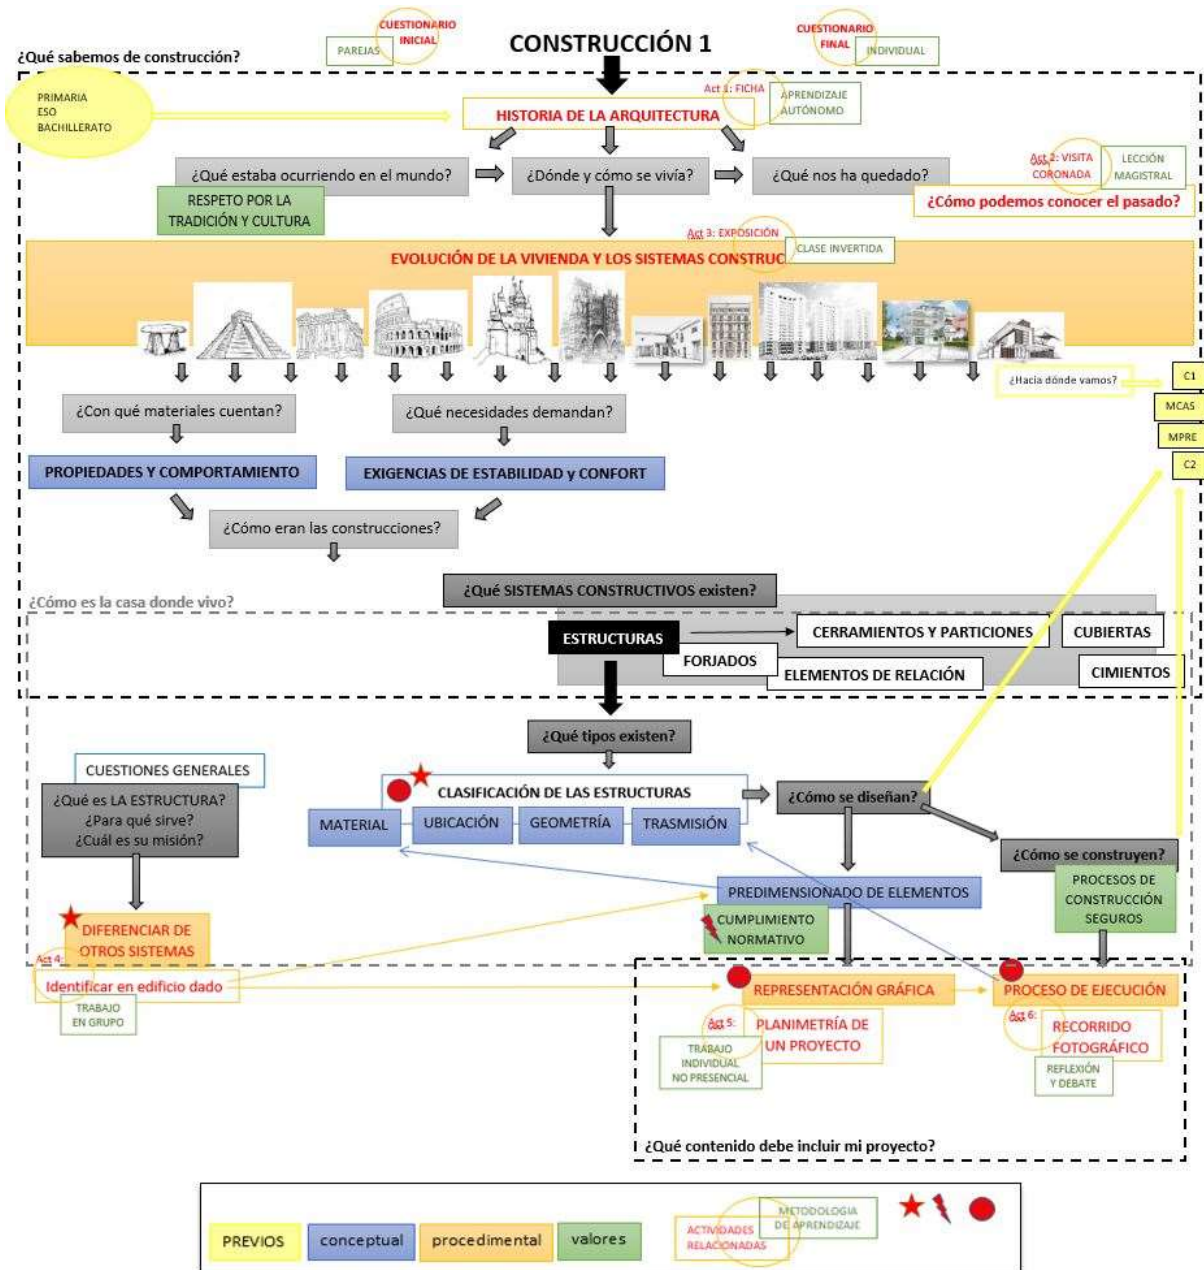 CUESTIONARIO
INICIAL
PAREJAS
CONSTRUCCIÓN 1
CUESTIONARIO
FINAL
INDIVIDUAL
¿Qué sabemos de construcción?
PRIMARIA
ESO
BACHILLERATO
Act 1: FICHA
APRENDIZAJE
AUTÓNOMO
HISTORIA DE LA ARQUITECTURA
¿Qué estaba ocurriendo en el mundo?
¿Dónde y cómo se vivía?
¿Qué nos ha quedado?
Act 2: VISITA
CORONADA
LECCIÓN
MAGISTRAL
RESPETO POR LA
TRADICIÓN Y CULTURA
¿Cómo podemos conocer el pasado?
Act 3: EXPOSICIÓN
CLASE INVERTIDA
EVOLUCIÓN DE LA VIVIENDA Y LOS SISTEMAS CONSTRUC
¿Hacia dónde vamos?
C1
MCAS
MPRE
C2
¿Con qué materiales cuentan?
¿Qué necesidades demandan?
PROPIEDADES Y COMPORTAMIENTO
EXIGENCIAS DE ESTABILIDAD y CONFORT
¿Cómo eran las construcciones?
¿Qué SISTEMAS CONSTRUCTIVOS existen?
¿Cómo es la casa donde vivo?
ESTRUCTURAS
CERRAMIENTOS Y PARTICIONES
CUBIERTAS
FORJADOS
ELEMENTOS DE RELACIÓN
CIMIENTOS
¿Qué tipos existen?
CUESTIONES GENERALES
¿Qué es LA ESTRUCTURA?
¿Para qué sirve?
¿Cuál es su misión?
CLASIFICACIÓN DE LAS ESTRUCTURAS
MATERIAL
UBICACIÓN
GEOMETRÍA
TRASMISIÓN
¿Cómo se diseñan?
¿Cómo se construyen?
PROCESOS DE
CONSTRUCCIÓN
SEGUROS
PREDIMENSIONADO DE ELEMENTOS
CUMPLIMIENTO
NORMATIVO
DIFERENCIAR DE
OTROS SISTEMAS
Act 4:
Identificar en edificio dado
TRABAJO
EN GRUPO
REPRESENTACIÓN GRÁFICA
PROCESO DE EJECUCIÓN
Act 5:
PLANIMETRÍA DE
UN PROYECTO
TRABAJO
INDIVIDUAL
NO PRESENCIAL
Act 6:
RECORRIDO
FOTOGRÁFICO
REFLEXIÓN
Y DEBATE
¿Qué contenido debe incluir mi proyecto?
PREVIOS
conceptual
procedimental
valores
ACTIVIDADES
RELACIONADAS
METODOLOGIA
DE APRENDIZAJE